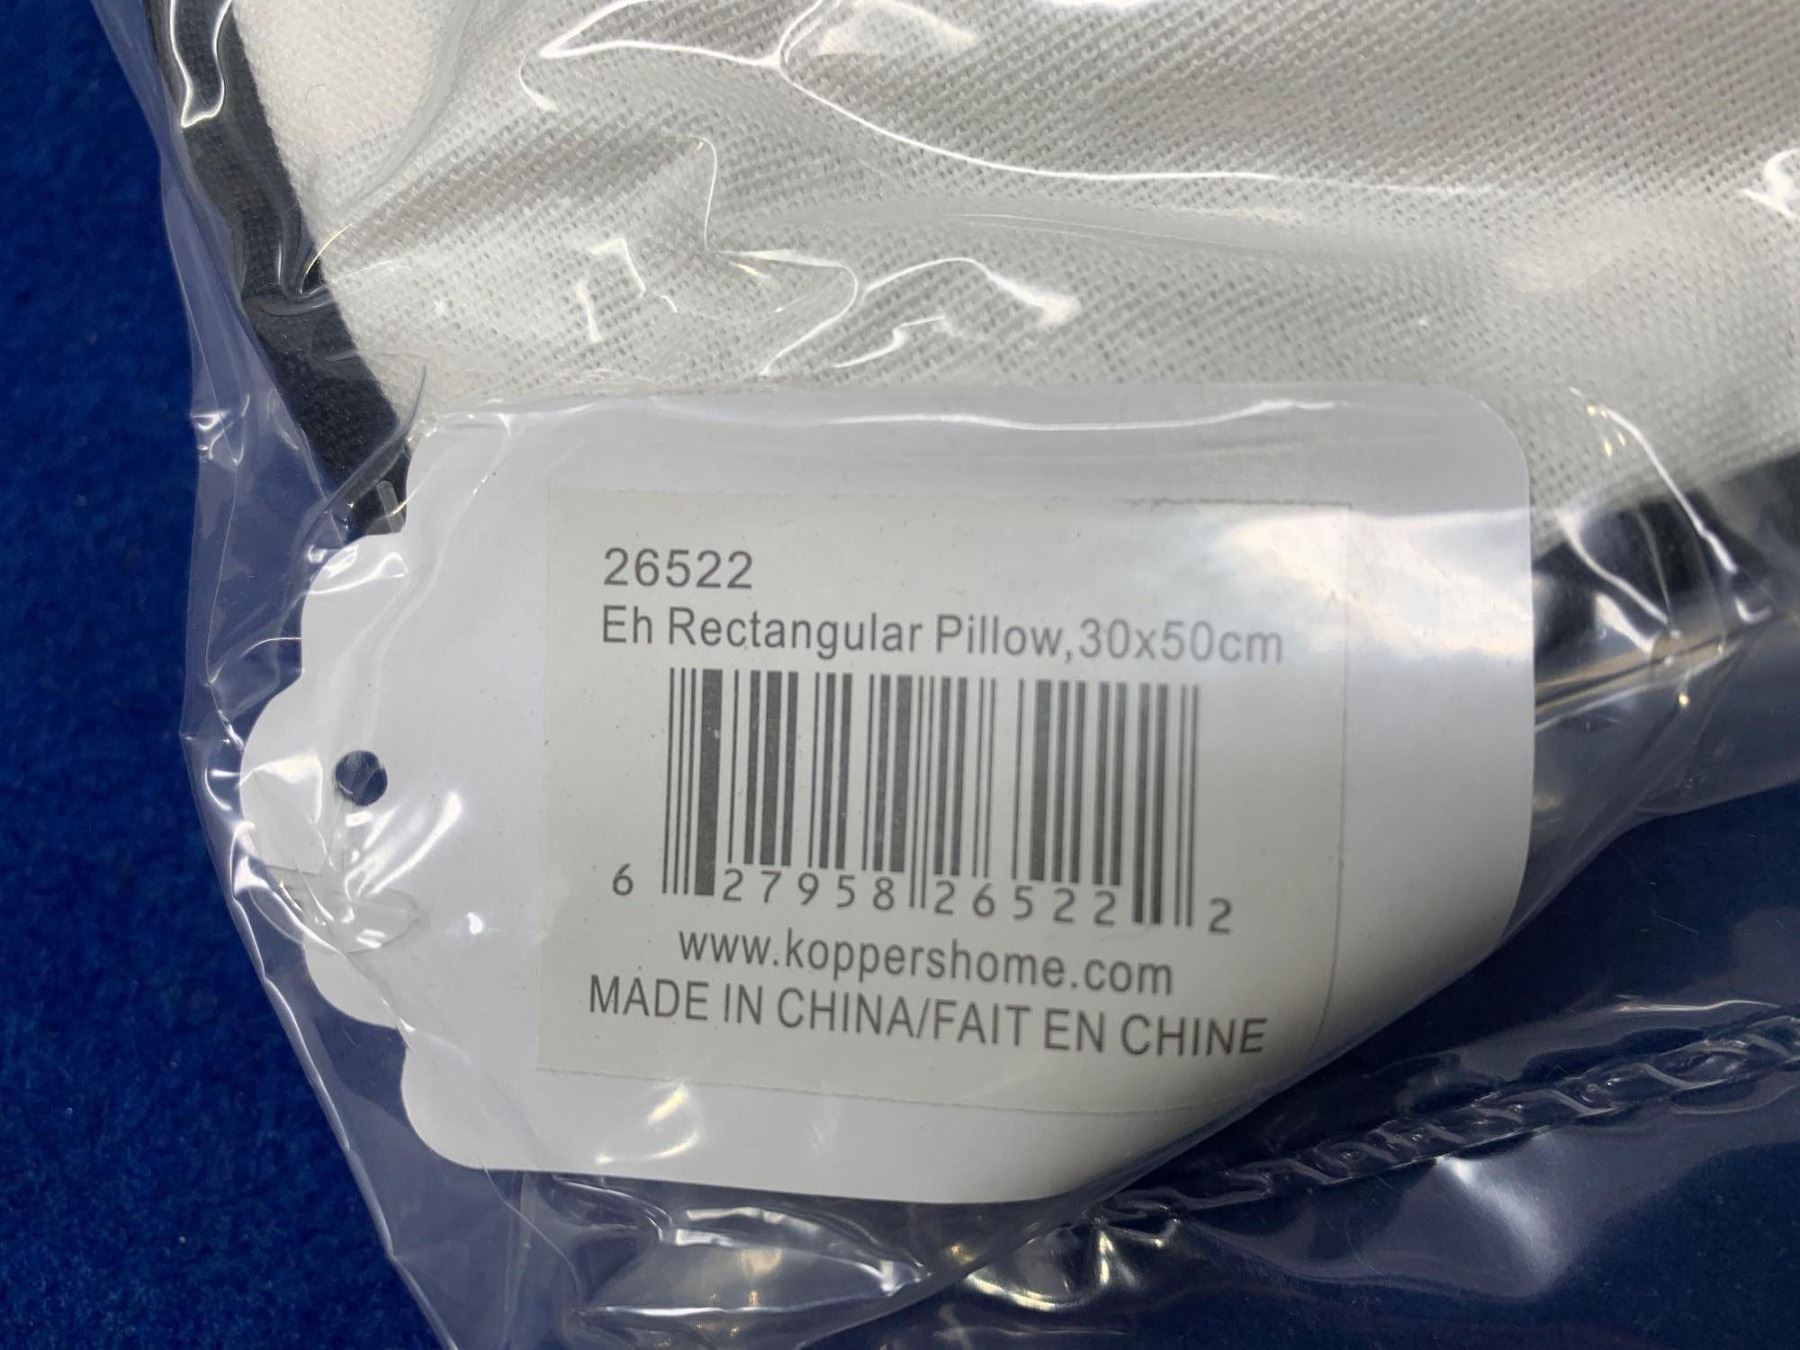 26522
Eh Rectangular Pillow,30x50cm
6 27958 26522 2
www.koppershome.com
MADE IN CHINA/FAIT EN CHINE